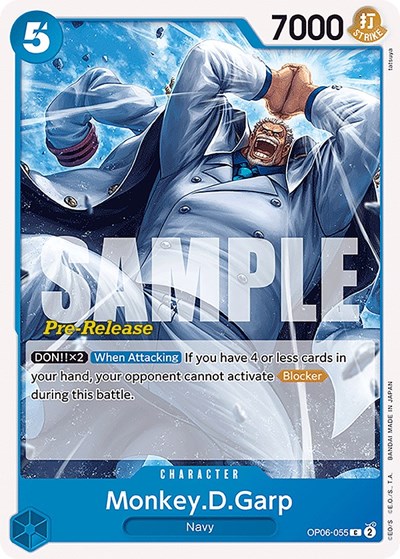 5
7000
打
STRIKE
tatsuya
SAMPLE
Pre-Release
DON!!×2 When Attacking If you have 4 or less cards in
your hand, your opponent cannot activate Blocker
during this battle.
CHARACTER
Monkey.D.Garp
Navy
OP06-055 C 2
©E.O./S., T.A. BANDAI MADE IN JAPAN